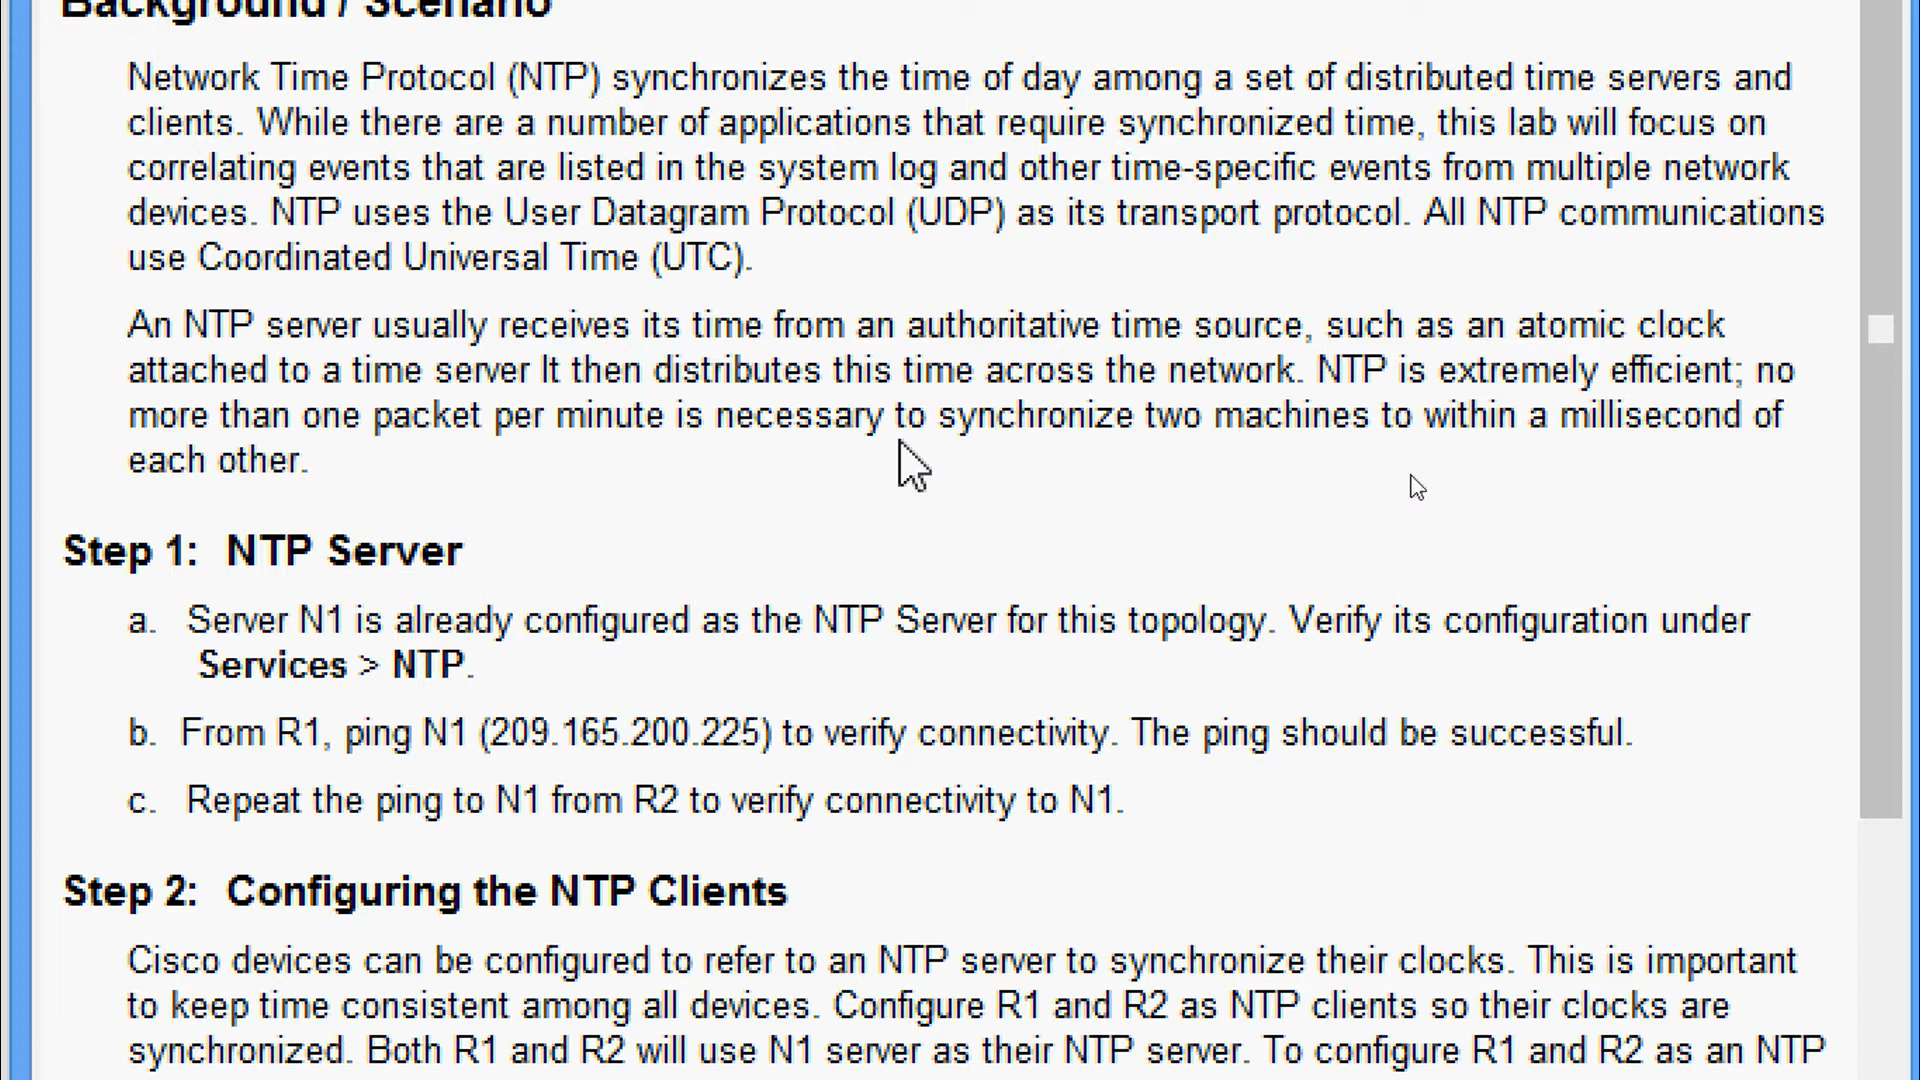 Background / Scenario
Network Time Protocol (NTP) synchronizes the time of day among a set of distributed time servers and
clients. While there are a number of applications that require synchronized time, this lab will focus on
correlating events that are listed in the system log and other time-specific events from multiple network
devices. NTP uses the User Datagram Protocol (UDP) as its transport protocol. All NTP communications
use Coordinated Universal Time (UTC).
An NTP server usually receives its time from an authoritative time source, such as an atomic clock
attached to a time server It then distributes this time across the network. NTP is extremely efficient; no
more than one packet per minute is necessary to synchronize two machines to within a millisecond of
each other.
Step 1: NTP Server
a. Server N1 is already configured as the NTP Server for this topology. Verify its configuration under
Services > NTP.
b. From R1, ping N1 (209.165.200.225) to verify connectivity. The ping should be successful.
c. Repeat the ping to N1 from R2 to verify connectivity to N1.
Step 2: Configuring the NTP Clients
Cisco devices can be configured to refer to an NTP server to synchronize their clocks. This is important
to keep time consistent among all devices. Configure R1 and R2 as NTP clients so their clocks are
synchronized. Both R1 and R2 will use N1 server as their NTP server. To configure R1 and R2 as an NTP